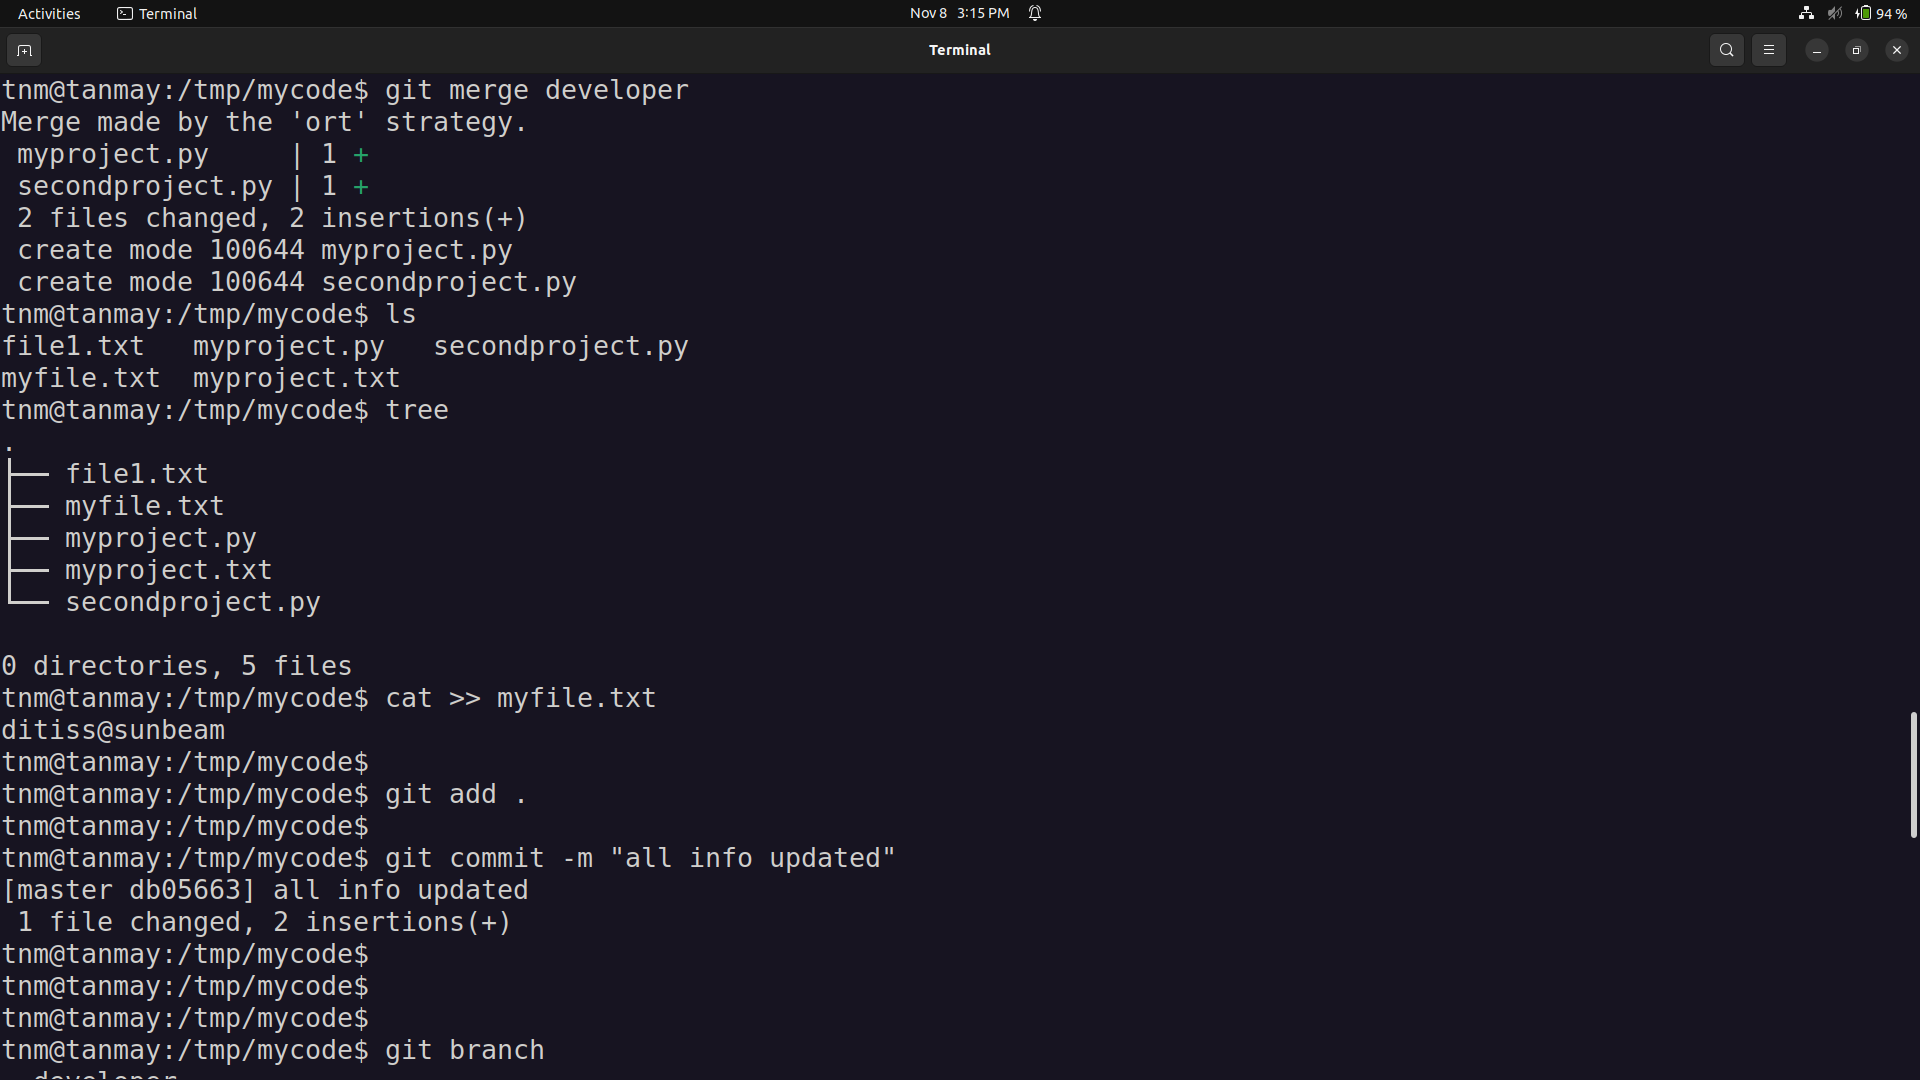 Activities Terminal Nov 8 3:15 PM 94 %
Terminal
tnm@tanmay:/tmp/mycode$ git merge developer
Merge made by the 'ort' strategy.
 myproject.py     | 1 +
 secondproject.py | 1 +
 2 files changed, 2 insertions(+)
 create mode 100644 myproject.py
 create mode 100644 secondproject.py
tnm@tanmay:/tmp/mycode$ ls
file1.txt   myproject.py   secondproject.py
myfile.txt  myproject.txt
tnm@tanmay:/tmp/mycode$ tree
.
├── file1.txt
├── myfile.txt
├── myproject.py
├── myproject.txt
└── secondproject.py

0 directories, 5 files
tnm@tanmay:/tmp/mycode$ cat >> myfile.txt
ditiss@sunbeam
tnm@tanmay:/tmp/mycode$
tnm@tanmay:/tmp/mycode$ git add .
tnm@tanmay:/tmp/mycode$
tnm@tanmay:/tmp/mycode$ git commit -m "all info updated"
[master db05663] all info updated
 1 file changed, 2 insertions(+)
tnm@tanmay:/tmp/mycode$
tnm@tanmay:/tmp/mycode$
tnm@tanmay:/tmp/mycode$
tnm@tanmay:/tmp/mycode$ git branch
  developer